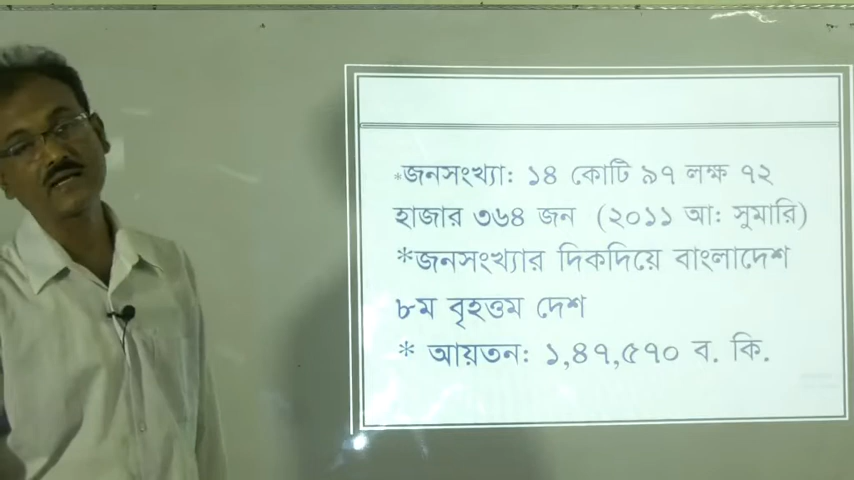 *জনসংখ্যা: ১৪ কোটি ৯৭ লক্ষ ৭২
হাজার ৩৬৪ জন (২০১১ আ: সুমারি)
*জনসংখ্যার দিকদিয়ে বাংলাদেশ
৮ম বৃহত্তম দেশ
* আয়তন: ১,৪৭,৫৭০ ব. কি.